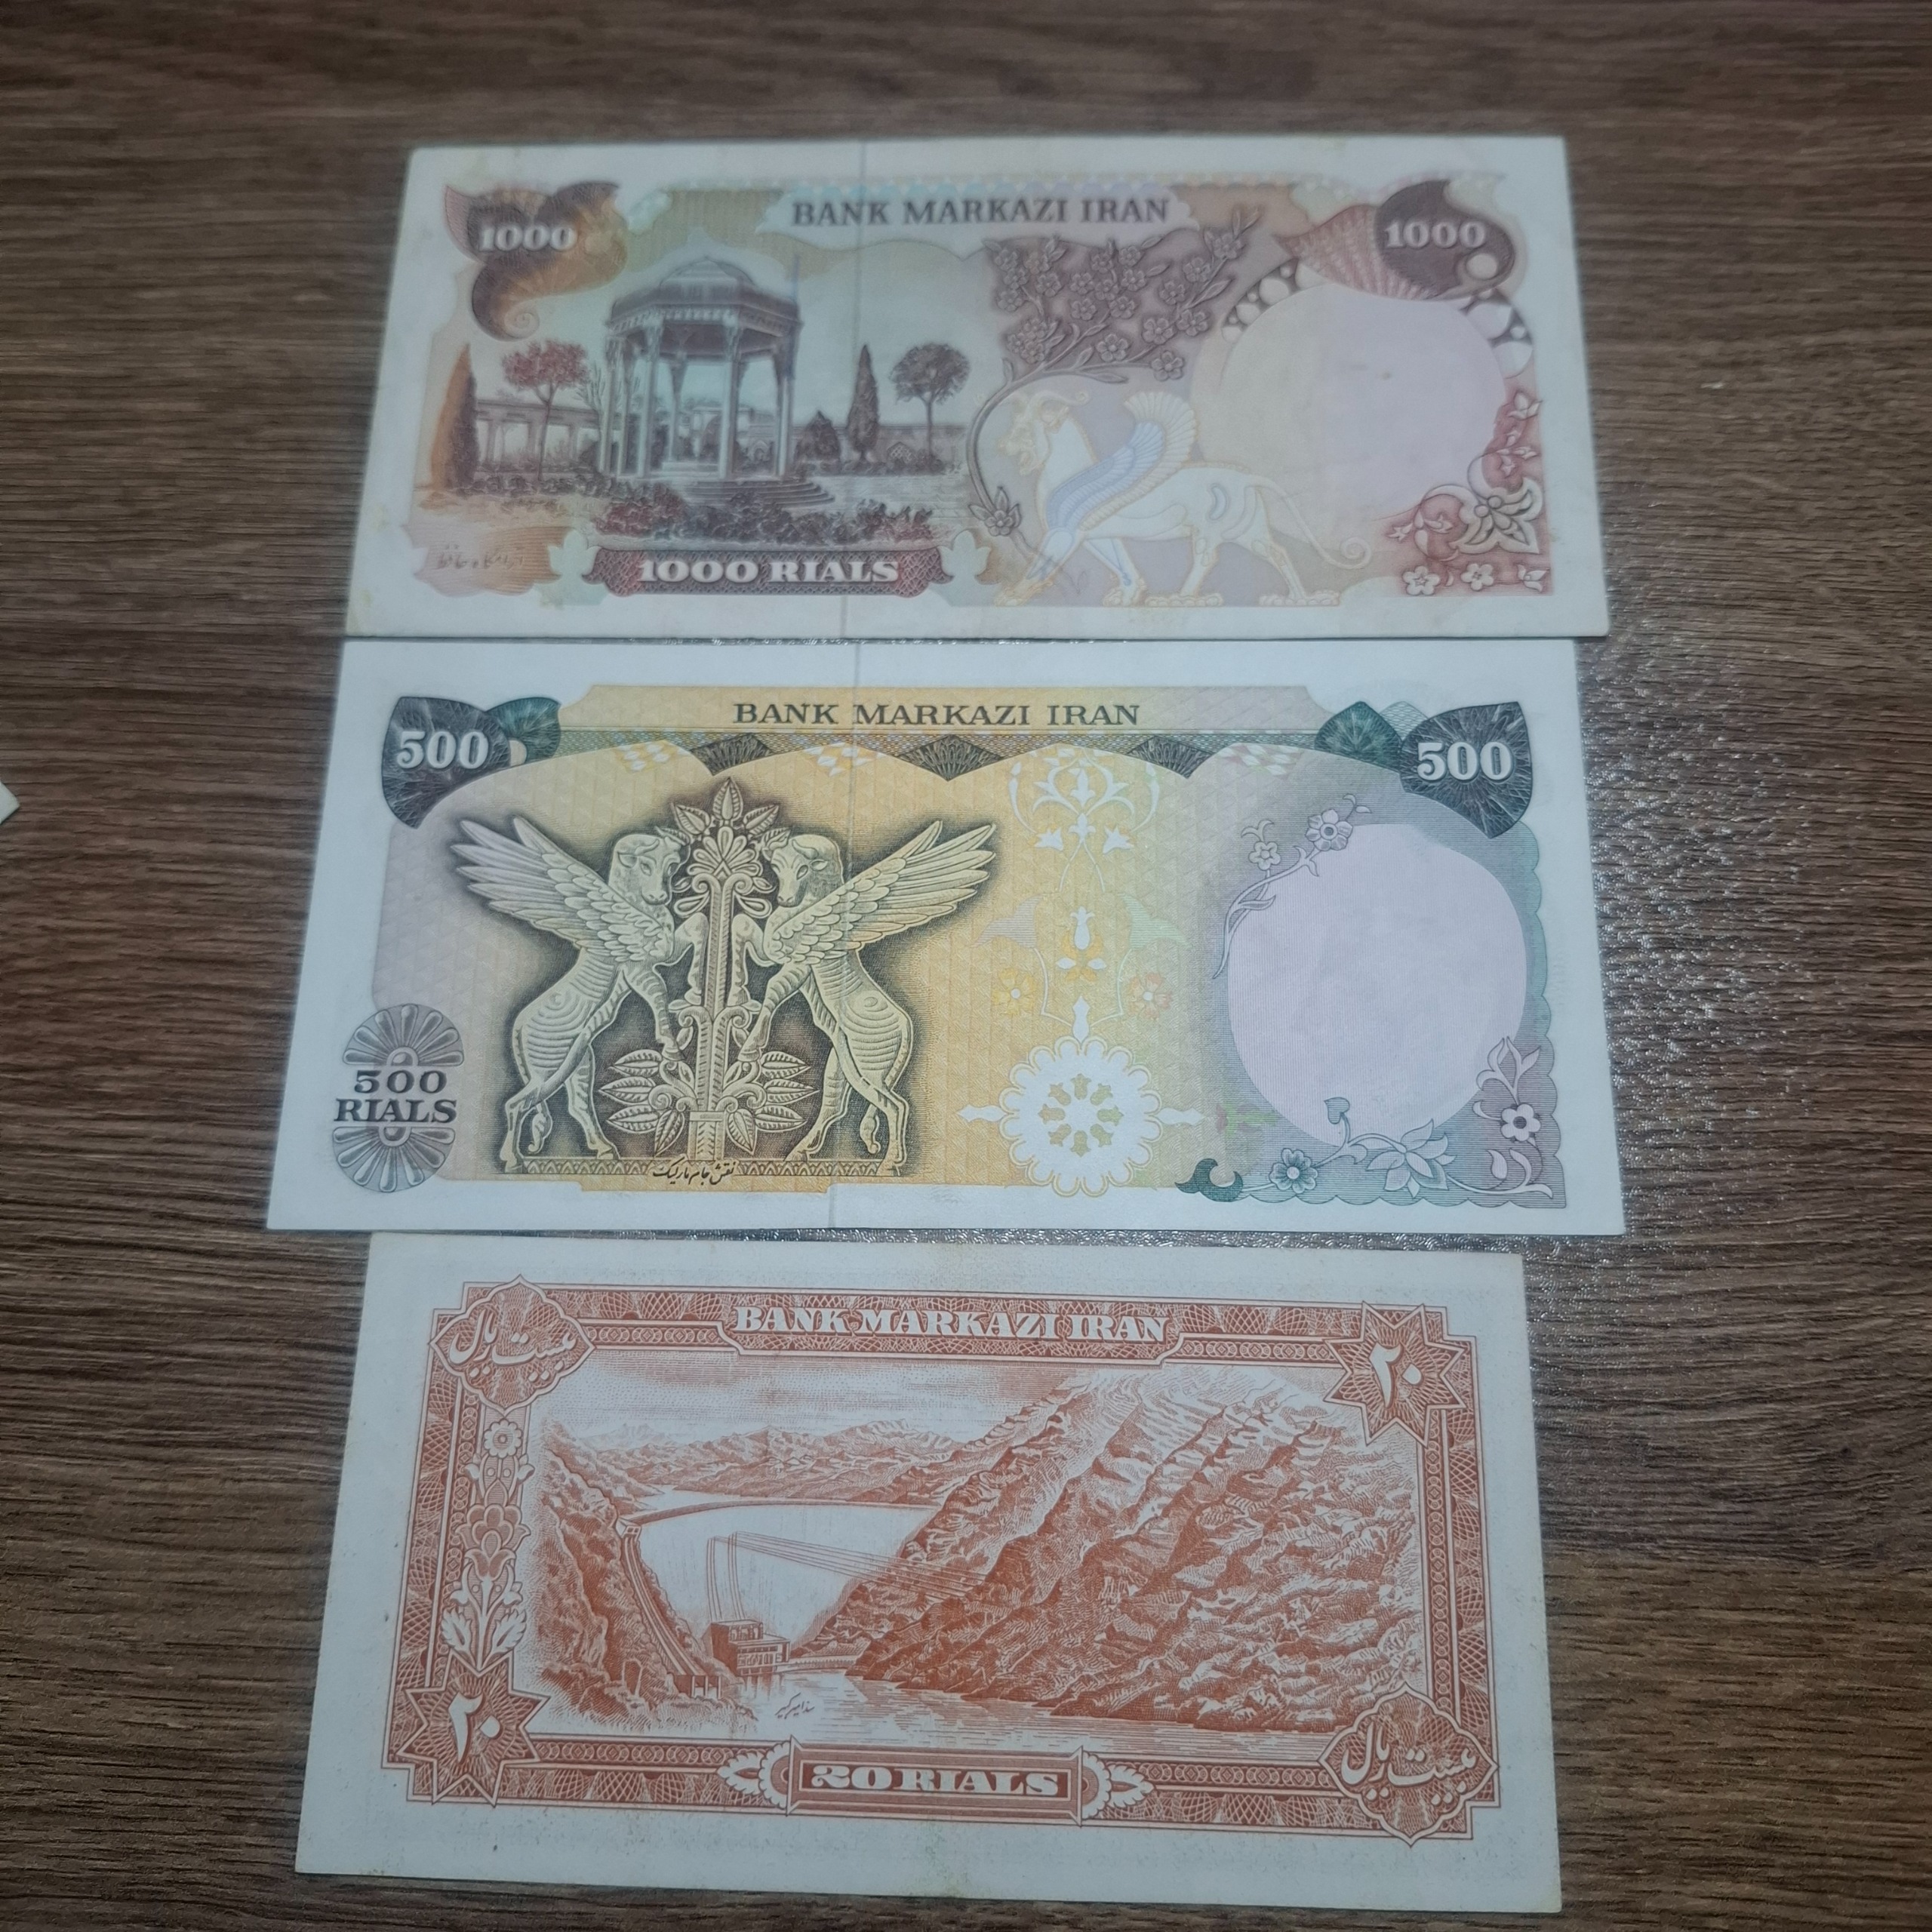 BANK MARKAZI IRAN
1000
1000
آرامگاه حافظ
1000 RIALS
BANK MARKAZI IRAN
500
500
500
RIALS
نقش جام مارلیک
BANK MARKAZI IRAN
بیست ریال
۲۰
سد امیرکبیر
۲۰
20 RIALS
بیست ریال